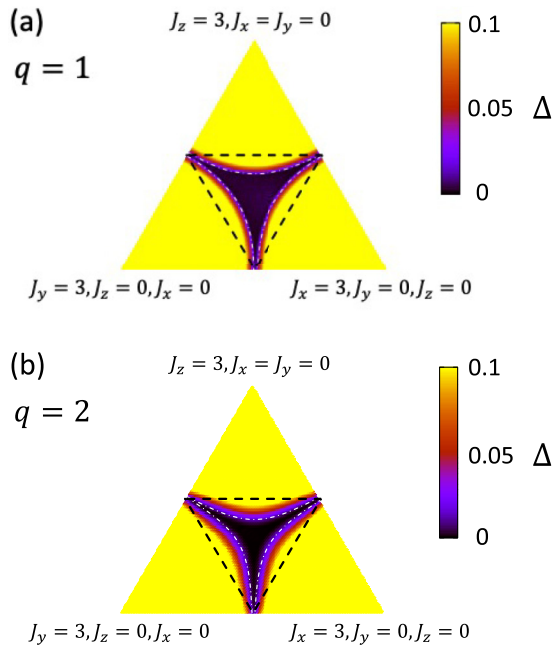 (a)
J_z = 3, J_x = J_y = 0
q = 1
0.1
0.05
Δ
0
J_y = 3, J_z = 0, J_x = 0
J_x = 3, J_y = 0, J_z = 0
(b)
J_z = 3, J_x = J_y = 0
q = 2
0.1
0.05
Δ
0
J_y = 3, J_z = 0, J_x = 0
J_x = 3, J_y = 0, J_z = 0